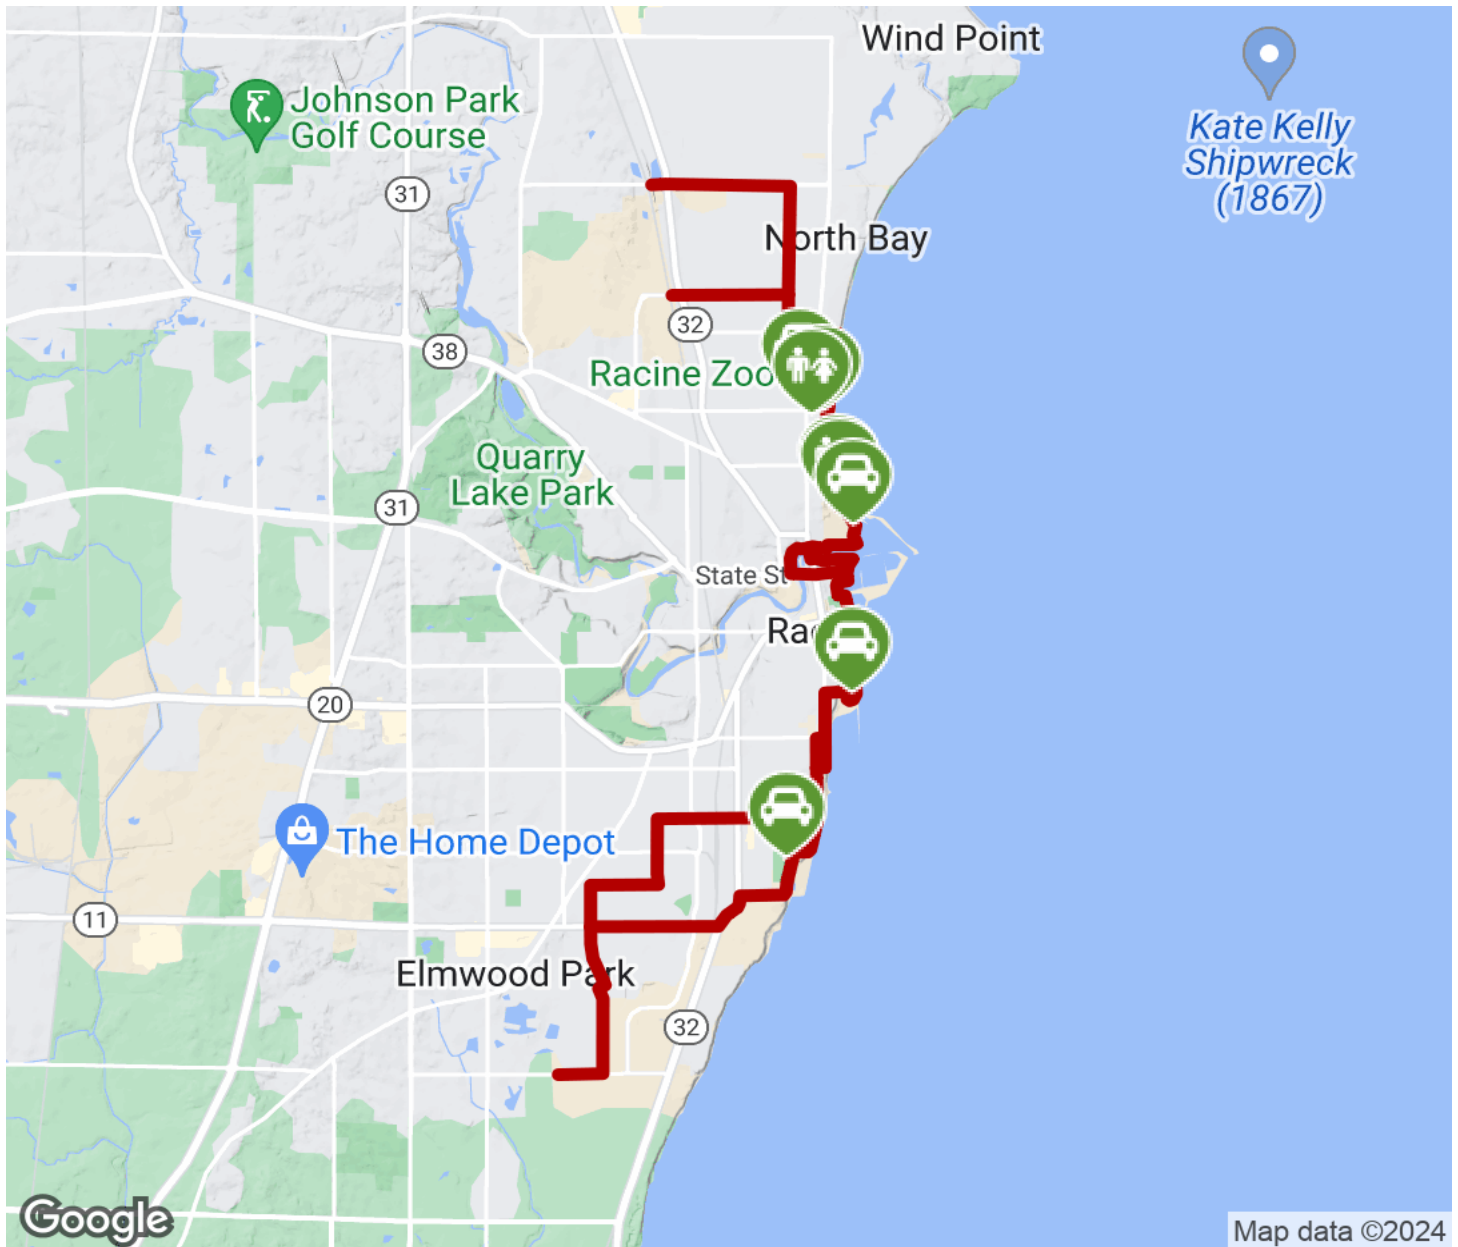 Wind Point
Johnson Park
Golf Course
Kate Kelly
Shipwreck
(1867)
31
North Bay
32
38
Racine Zoo
Quarry
Lake Park
31
State St
20
The Home Depot
11
Elmwood Park
32
Google
Map data ©2024